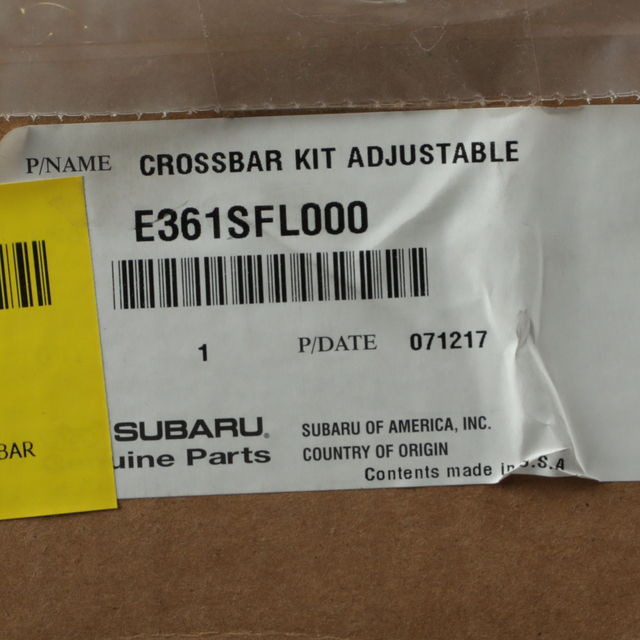 P/NAME CROSSBAR KIT ADJUSTABLE
E361SFL000
1 P/DATE 071217
SUBARU.
uine Parts
SUBARU OF AMERICA, INC.
COUNTRY OF ORIGIN
Contents made in U.S.A
BAR